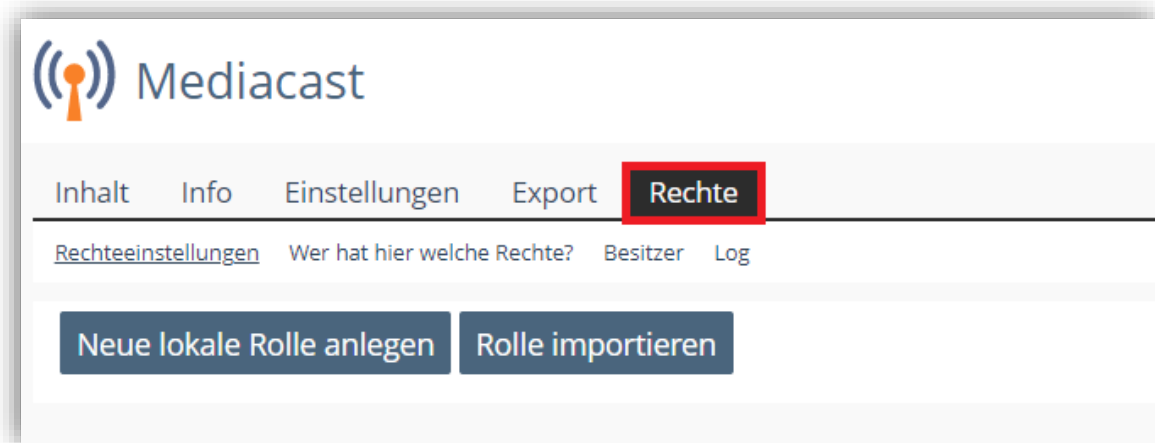 Mediacast
Inhalt Info Einstellungen Export Rechte
Rechteeinstellungen Wer hat hier welche Rechte? Besitzer Log
Neue lokale Rolle anlegen Rolle importieren